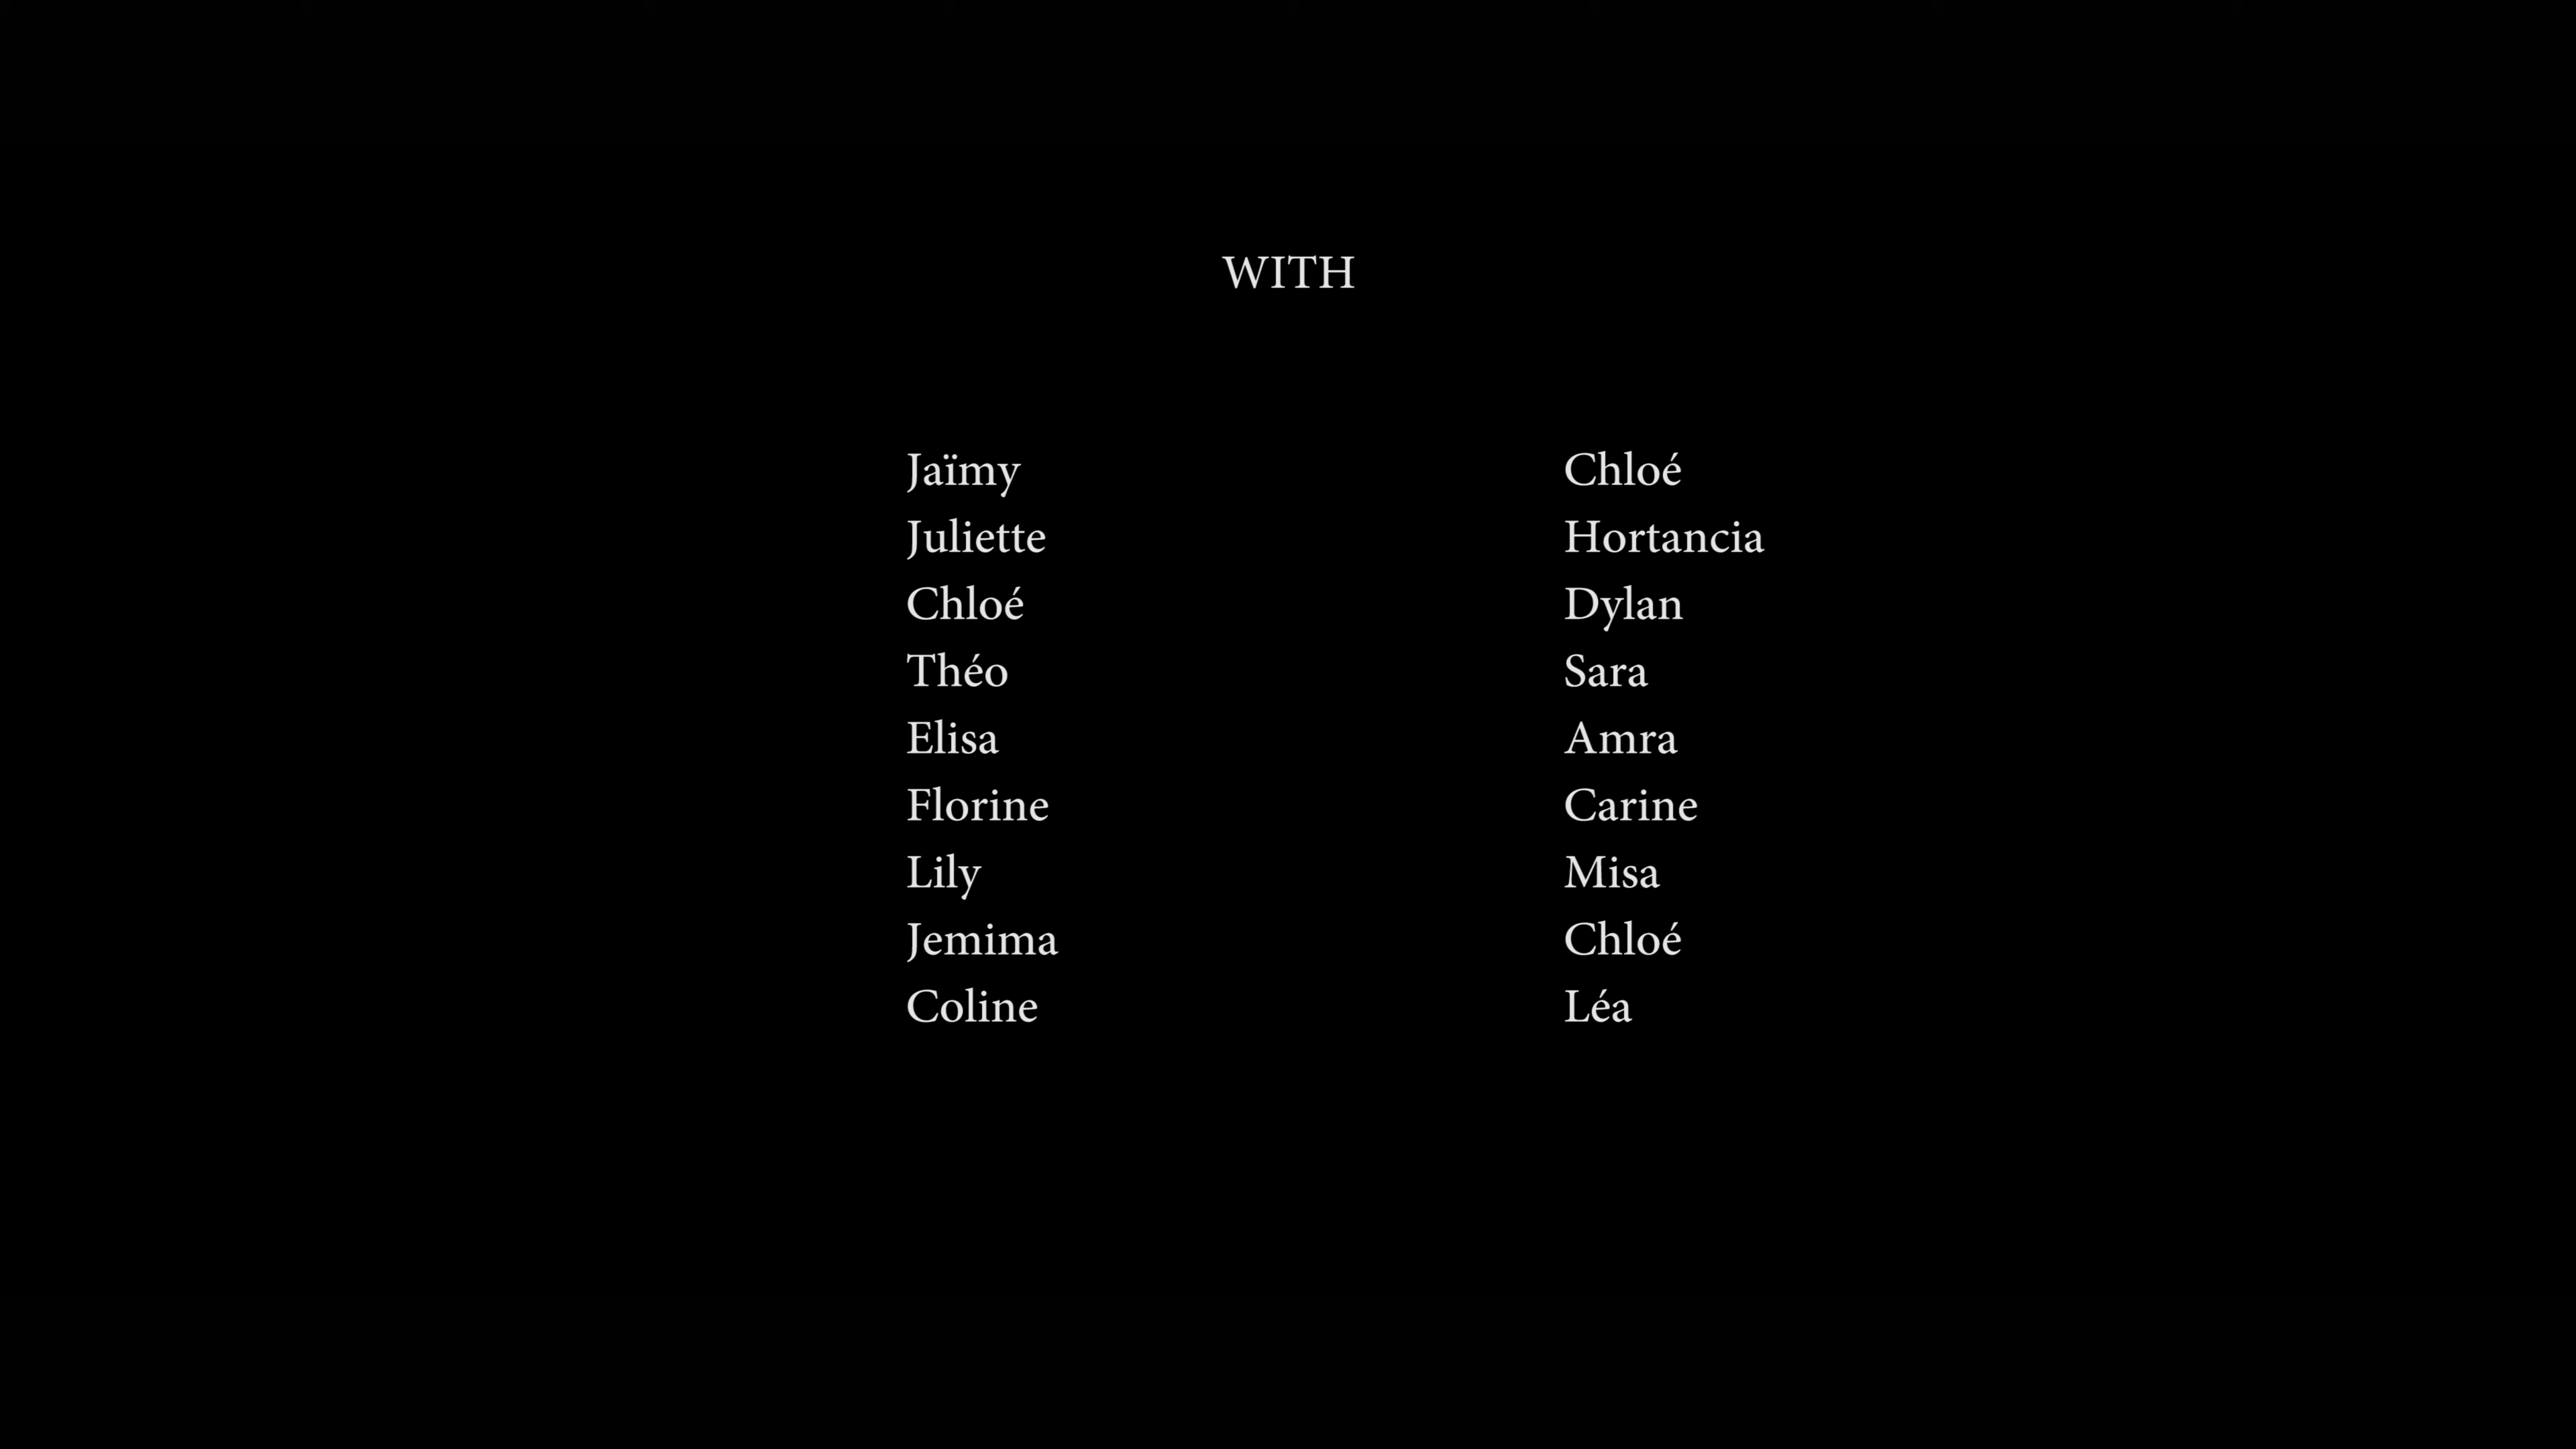 WITH
Jaïmy
Juliette
Chloé
Théo
Elisa
Florine
Lily
Jemima
Coline
Chloé
Hortancia
Dylan
Sara
Amra
Carine
Misa
Chloé
Léa